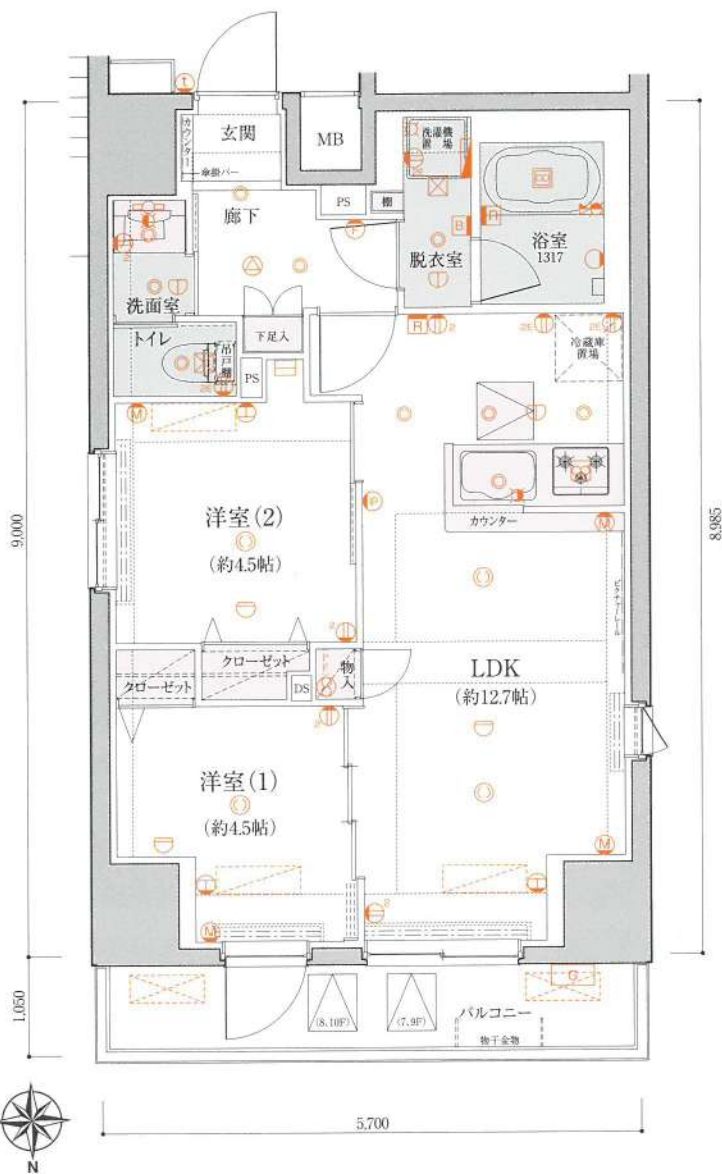 玄関
MB
カウンター
傘掛バー
洗濯機
置場
PS
棚
廊下
脱衣室
浴室
1317
洗面室
トイレ
吊戸棚
下足入
PS
R
B
冷蔵庫
置場
2
2E
2E
M
洋室(2)
(約4.5帖)
カウンター
M
ピクチャーレール
9,000
8,985
クローゼット
クローゼット
物入
DS
LDK
(約12.7帖)
2
2
洋室(1)
(約4.5帖)
M
M
2
G
1,050
(8,10F)
(7,9F)
バルコニー
物干金物
5,700
N